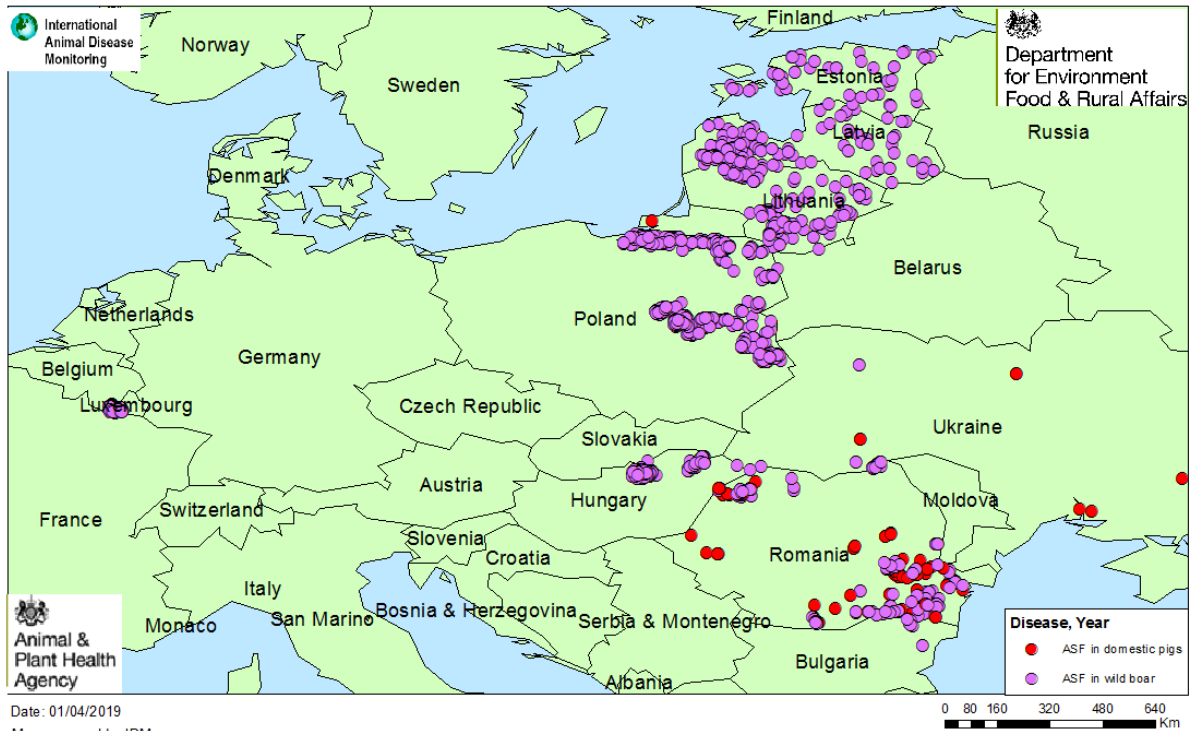 International
Animal Disease
Monitoring
Finland
Norway
Department
for Environment
Food & Rural Affairs
Sweden
Estonia
Russia
Latvia
Denmark
Lithuania
Belarus
Netherlands
Poland
Germany
Belgium
Luxembourg
Czech Republic
Ukraine
Slovakia
Austria
Hungary
Moldova
Switzerland
France
Slovenia
Croatia
Romania
Italy
San Marino
Bosnia & Herzegovina
Serbia & Montenegro
Monaco
Animal &
Plant Health
Agency
Bulgaria
Albania
Disease, Year
ASF in domestic pigs
ASF in wild boar
Date: 01/04/2019
0 80 160 320 480 640
Km